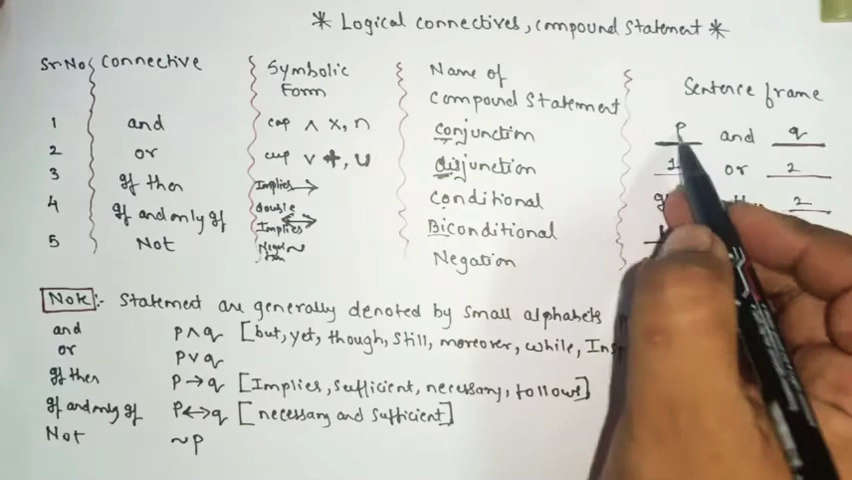 * Logical connectives, compound statement *
Sr.No Connective Symbolic Form Name of Compound Statement Sentence frame
1 and cap ∧ x, n Conjunction P and q
2 or cup ∨ +, U disjunction 1 or 2
3 If then Implies → Conditional 2
4 If and only If double Implies ↔ Biconditional
5 Not Negation ~ Negation
Note :- Statement are generally denoted by small alphabets
and P∧q [but, yet, though, still, moreover, while,
or P∨q
If then P→q [Implies, sufficient, necessary, follows]
If and only If P↔q [necessary and sufficient]
Not ~P